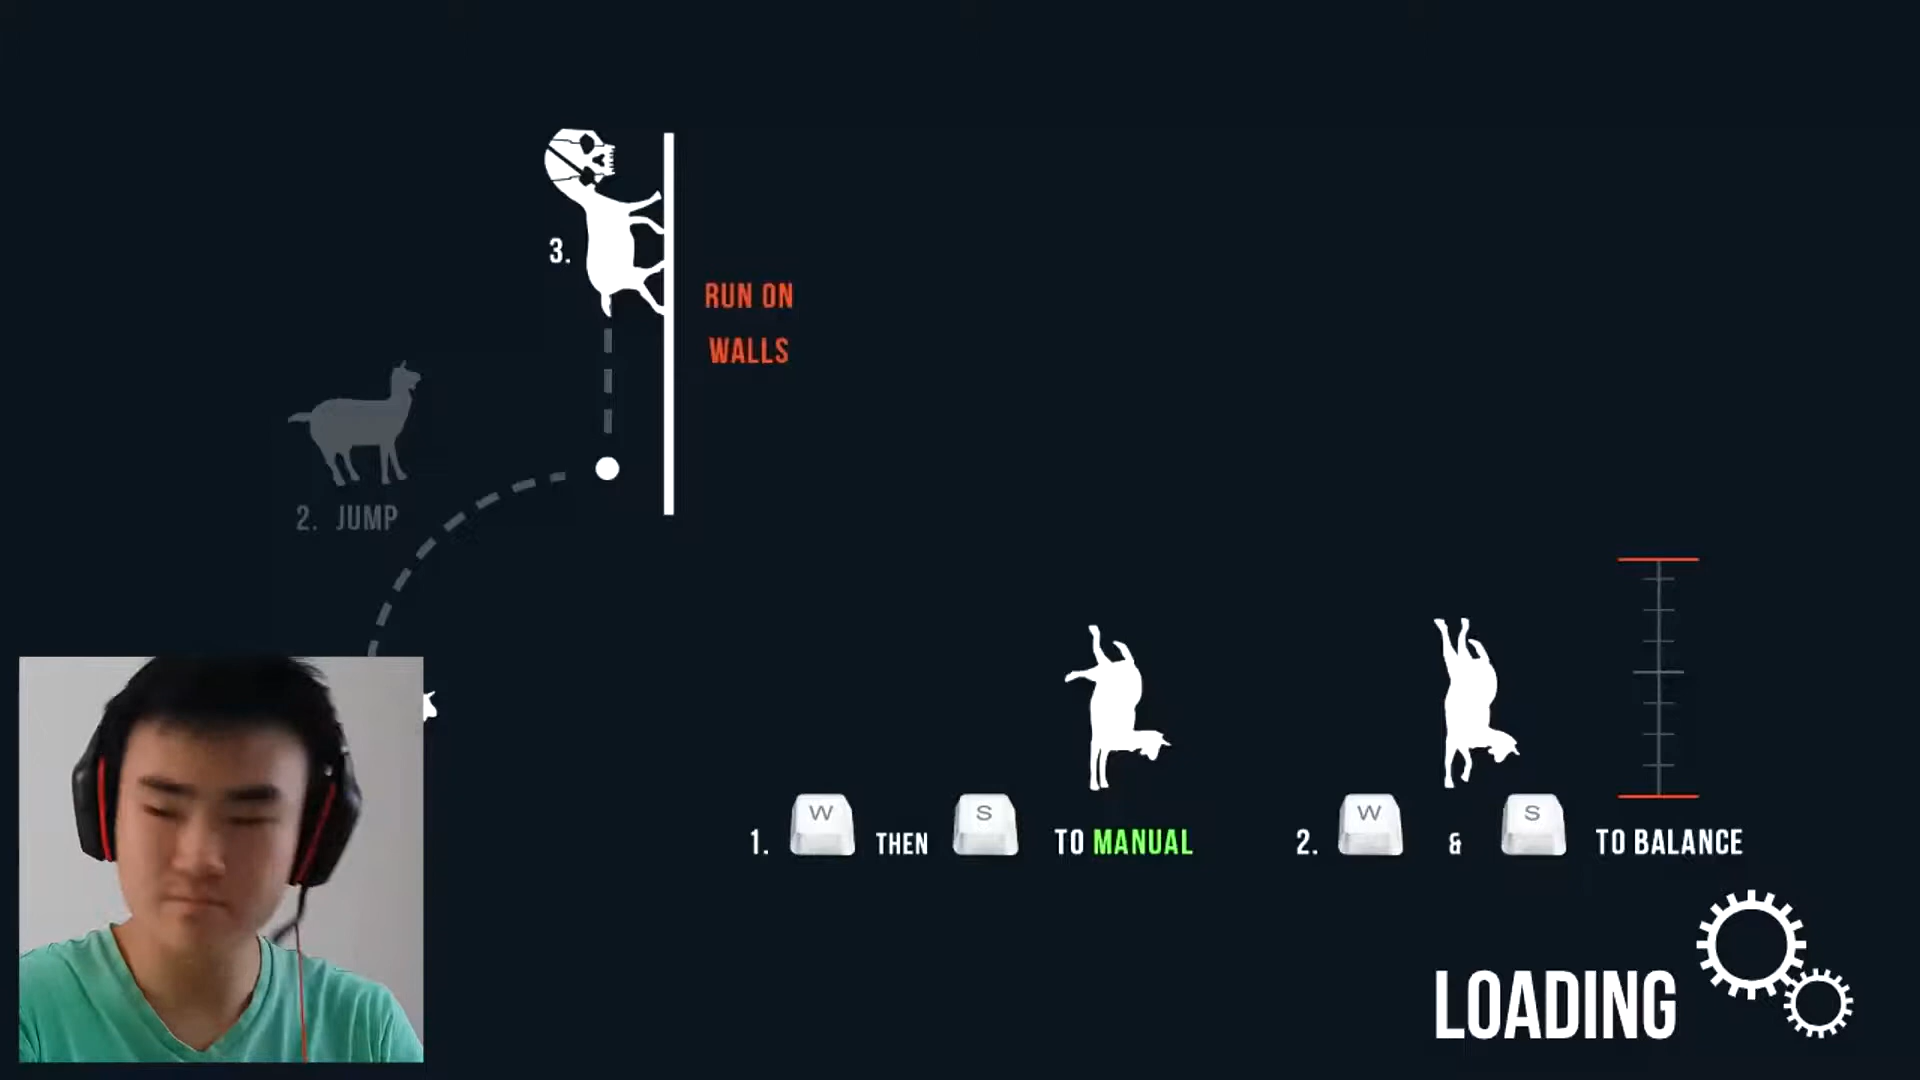 3.
RUN ON
WALLS
2. JUMP
1. W THEN S TO MANUAL
2. W & S TO BALANCE
LOADING